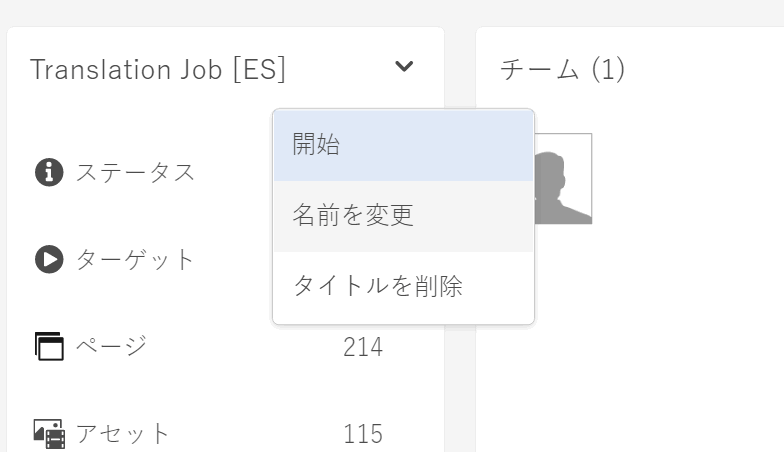 Translation Job [ES]
チーム (1)
開始
ステータス
名前を変更
ターゲット
タイトルを削除
ページ 214
アセット 115